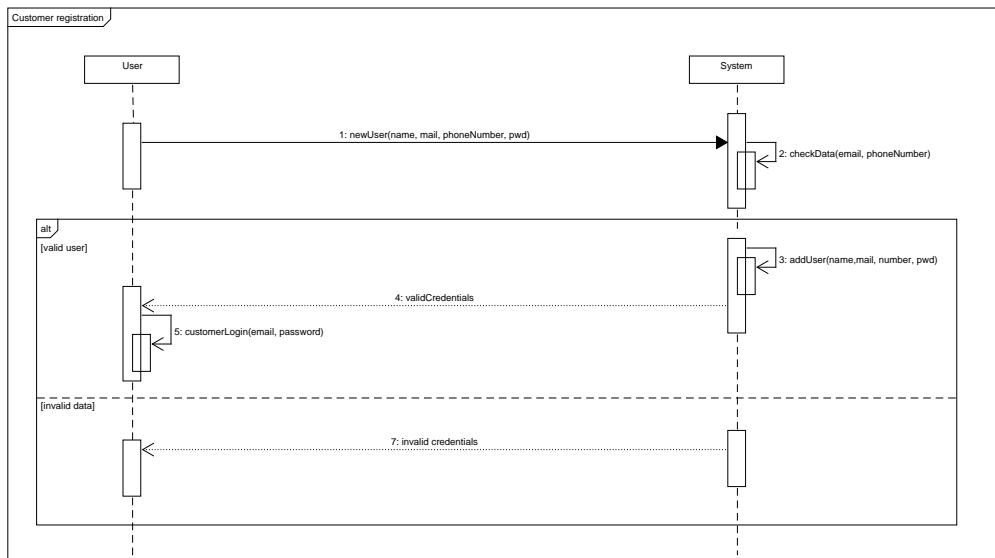 Customer registration
User
System
1: newUser(name, mail, phoneNumber, pwd)
2: checkData(email, phoneNumber)
alt
[valid user]
3: addUser(name,mail, number, pwd)
4: validCredentials
5: customerLogin(email, password)
[invalid data]
7: invalid credentials